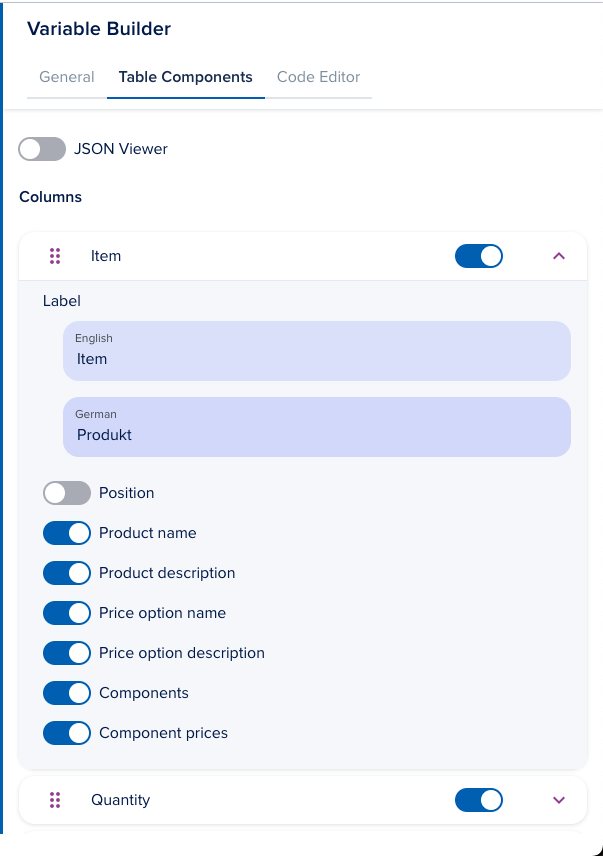 Variable Builder
General Table Components Code Editor
JSON Viewer
Columns
Item
Label
English
Item
German
Produkt
Position
Product name
Product description
Price option name
Price option description
Components
Component prices
Quantity